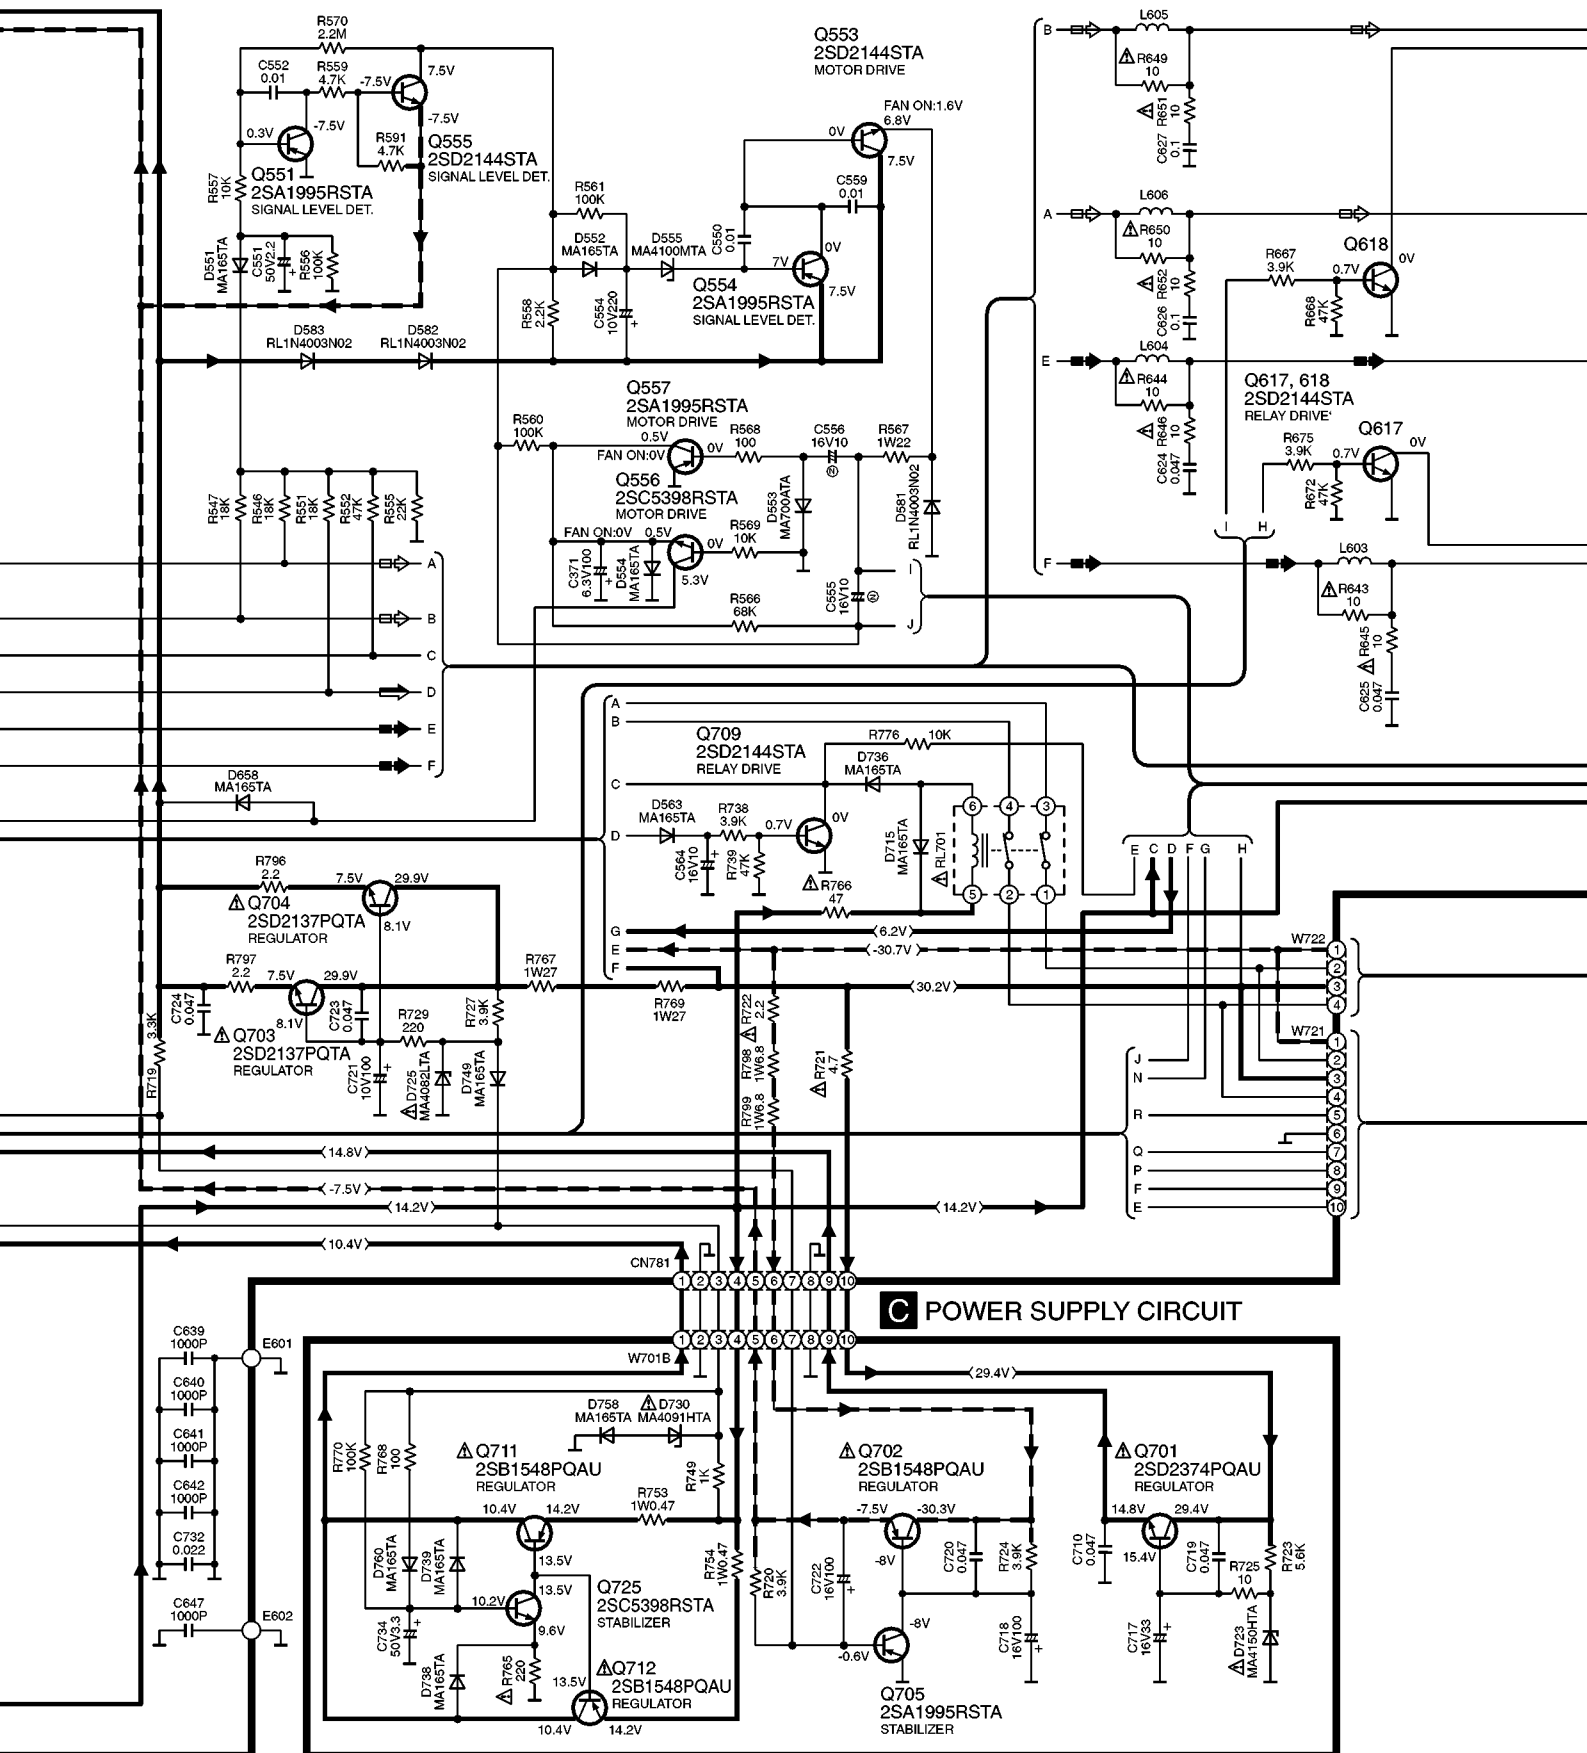 R570
2.2M
C552
0.01
R559
4.7K
-7.5V
7.5V
-7.5V
0.3V
-7.5V
R591
4.7K
Q555
2SD2144STA
SIGNAL LEVEL DET.
Q551
2SA1995RSTA
SIGNAL LEVEL DET.
R557
10K
D551
MA165TA
C551
50V2.2
+
R556
100K
Q553
2SD2144STA
MOTOR DRIVE
FAN ON:1.6V
6.8V
0V
7.5V
C559
0.01
R561
100K
D552
MA165TA
D555
MA4100MTA
C550
0.01
7V
0V
7.5V
Q554
2SA1995RSTA
SIGNAL LEVEL DET.
R558
2.2K
C554
10V220
+
D583
RL1N4003N02
D582
RL1N4003N02
Q557
2SA1995RSTA
MOTOR DRIVE
0.5V
FAN ON:0V
0V
R560
100K
R568
100
C556
16V10
N
R567
1W22
Q556
2SC5398RSTA
MOTOR DRIVE
FAN ON:0V
0.5V
0V
5.3V
D553
MA700ATA
D581
RL1N4003N02
R569
10K
C371
6.3V100
+
D554
MA165TA
R566
68K
C555
16V10
N
I
J
R547
18K
R546
18K
R551
18K
R552
47K
R555
22K
A
B
C
D
E
F
B
L605
R649
10
R651
10
C627
0.1
A
L606
R650
10
R652
10
C626
0.1
E
L604
R644
10
R646
10
C624
0.047
F
L603
R643
10
R645
10
C625
0.047
R667
3.9K
0.7V
Q618
0V
R668
47K
Q617, 618
2SD2144STA
RELAY DRIVE
R675
3.9K
0.7V
Q617
0V
R672
47K
I
H
D658
MA165TA
A
B
C
D
G
E
F
Q709
2SD2144STA
RELAY DRIVE
R776
10K
D736
MA165TA
D563
MA165TA
R738
3.9K
0.7V
0V
C564
16V10
+
R739
47K
R766
47
D715
MA165TA
RL701
6
4
3
5
2
1
6.2V
-30.7V
30.2V
E C D F G H
W722
1
2
3
4
W721
1
2
3
4
5
6
7
8
9
10
J
N
R
Q
P
F
E
R796
2.2
7.5V
29.9V
Q704
2SD2137PQTA
REGULATOR
8.1V
R797
2.2
7.5V
29.9V
C724
0.047
8.1V
Q703
2SD2137PQTA
REGULATOR
C723
0.047
R729
220
R727
3.9K
C721
10V100
+
D725
MA4082LTA
D749
MA165TA
R719
3.3K
R767
1W27
R769
1W27
R722
2.2
R798
1W6.8
R799
1W6.8
R721
4.7
14.8V
-7.5V
14.2V
14.2V
10.4V
CN781
1 2 3 4 5 6 7 8 9 10
C POWER SUPPLY CIRCUIT
1 2 3 4 5 6 7 8 9 10
W701B
29.4V
C639
1000P
E601
C640
1000P
C641
1000P
C642
1000P
C732
0.022
C647
1000P
E602
R770
100K
R768
100
D758
MA165TA
D730
MA4091HTA
Q711
2SB1548PQAU
REGULATOR
R749
1K
10.4V
14.2V
R753
1W0.47
13.5V
D760
MA165TA
D739
MA165TA
13.5V
10.2V
9.6V
Q725
2SC5398RSTA
STABILIZER
C734
50V3.3
+
D738
MA165TA
R765
220
13.5V
Q712
2SB1548PQAU
REGULATOR
10.4V
14.2V
R754
1W0.47
R720
3.9K
Q702
2SB1548PQAU
REGULATOR
-7.5V
-30.3V
-8V
C722
16V100
+
C720
0.047
R724
3.9K
-8V
-0.6V
C718
16V100
+
Q705
2SA1995RSTA
STABILIZER
Q701
2SD2374PQAU
REGULATOR
14.8V
29.4V
15.4V
C710
0.047
C719
0.047
R725
10
R723
5.6K
C717
16V33
+
D723
MA4150HTA